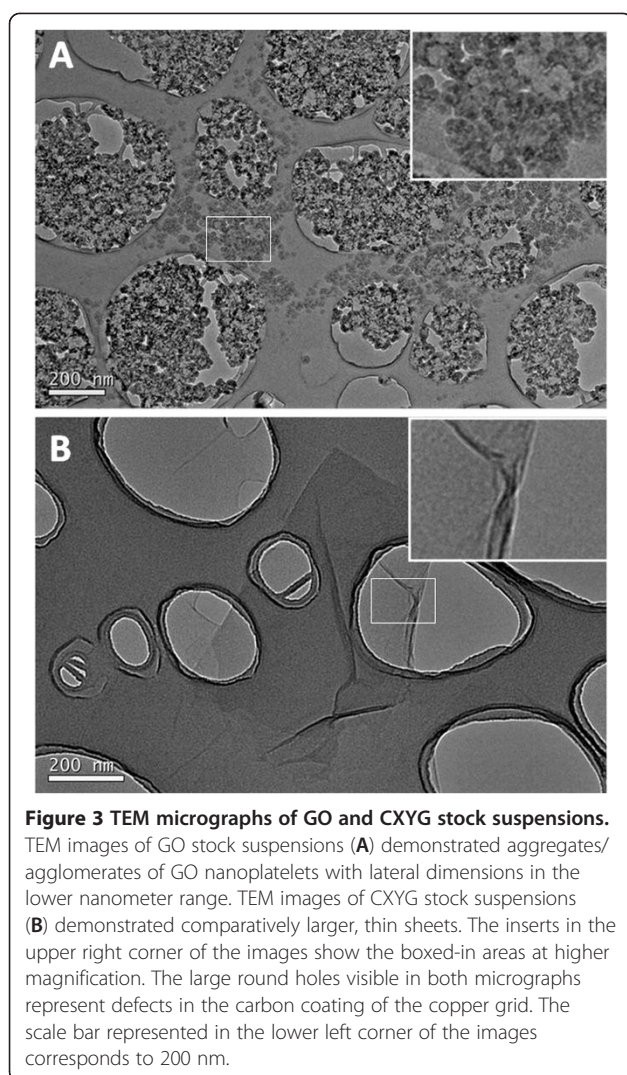 A
200 nm
B
200 nm
Figure 3 TEM micrographs of GO and CXYG stock suspensions.
TEM images of GO stock suspensions (A) demonstrated aggregates/
agglomerates of GO nanoplatelets with lateral dimensions in the
lower nanometer range. TEM images of CXYG stock suspensions
(B) demonstrated comparatively larger, thin sheets. The inserts in the
upper right corner of the images show the boxed-in areas at higher
magnification. The large round holes visible in both micrographs
represent defects in the carbon coating of the copper grid. The
scale bar represented in the lower left corner of the images
corresponds to 200 nm.